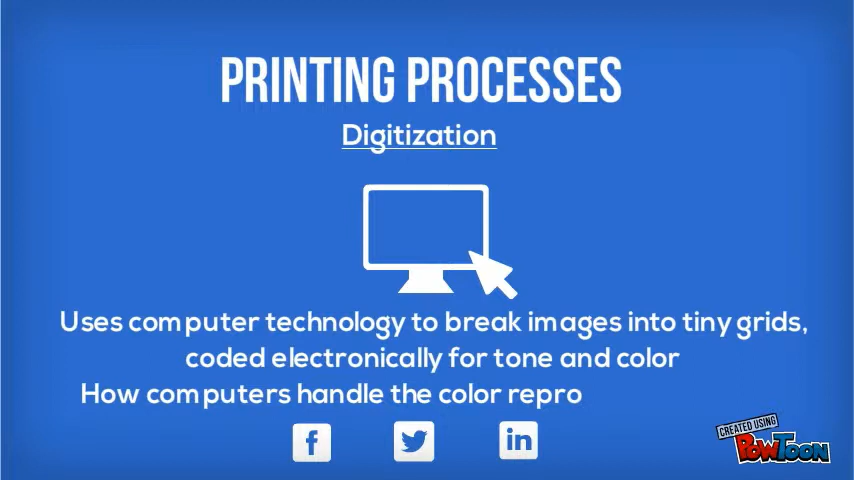 PRINTING PROCESSES
Digitization
Uses computer technology to break images into tiny grids,
coded electronically for tone and color
How computers handle the color repro
f
in
CREATED USING
POWTOON